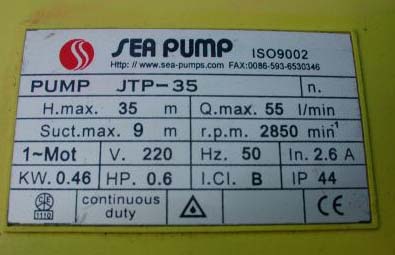 SEA PUMP ISO9002
Http: // www.sea-pumps.com FAX:0086-593-6530346
PUMP JTP-35 n.
H.max. 35 m Q.max. 55 l/min
Suct.max. 9 m r.p.m. 2850 min⁻¹
1~Mot V. 220 Hz. 50 In. 2.6 A
KW. 0.46 HP. 0.6 I.Cl. B IP 44
continuous duty CE